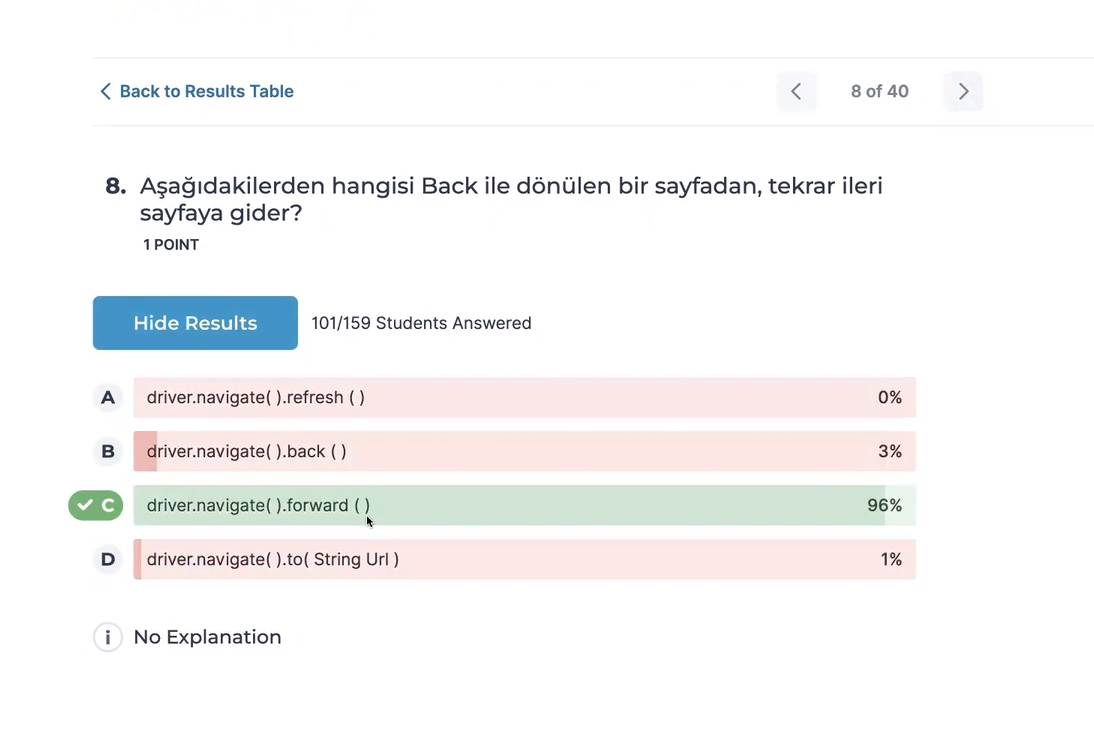 Back to Results Table
8 of 40
8. Aşağıdakilerden hangisi Back ile dönülen bir sayfadan, tekrar ileri
sayfaya gider?
1 POINT
Hide Results 101/159 Students Answered
A driver.navigate( ).refresh ( ) 0%
B driver.navigate( ).back ( ) 3%
C driver.navigate( ).forward ( ) 96%
D driver.navigate( ).to( String Url ) 1%
i No Explanation